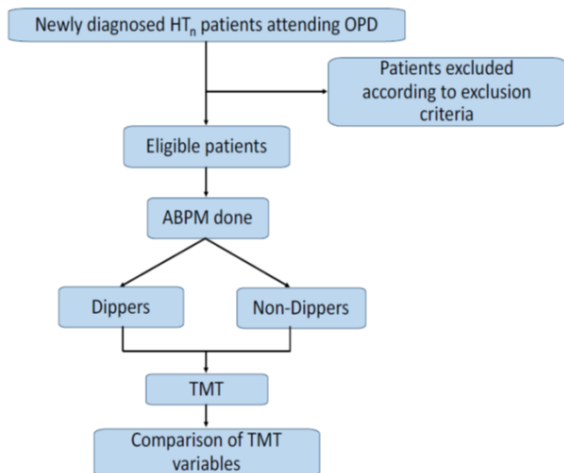 Newly diagnosed HTn patients attending OPD
Patients excluded
according to exclusion
criteria
Eligible patients
ABPM done
Dippers
Non-Dippers
TMT
Comparison of TMT
variables